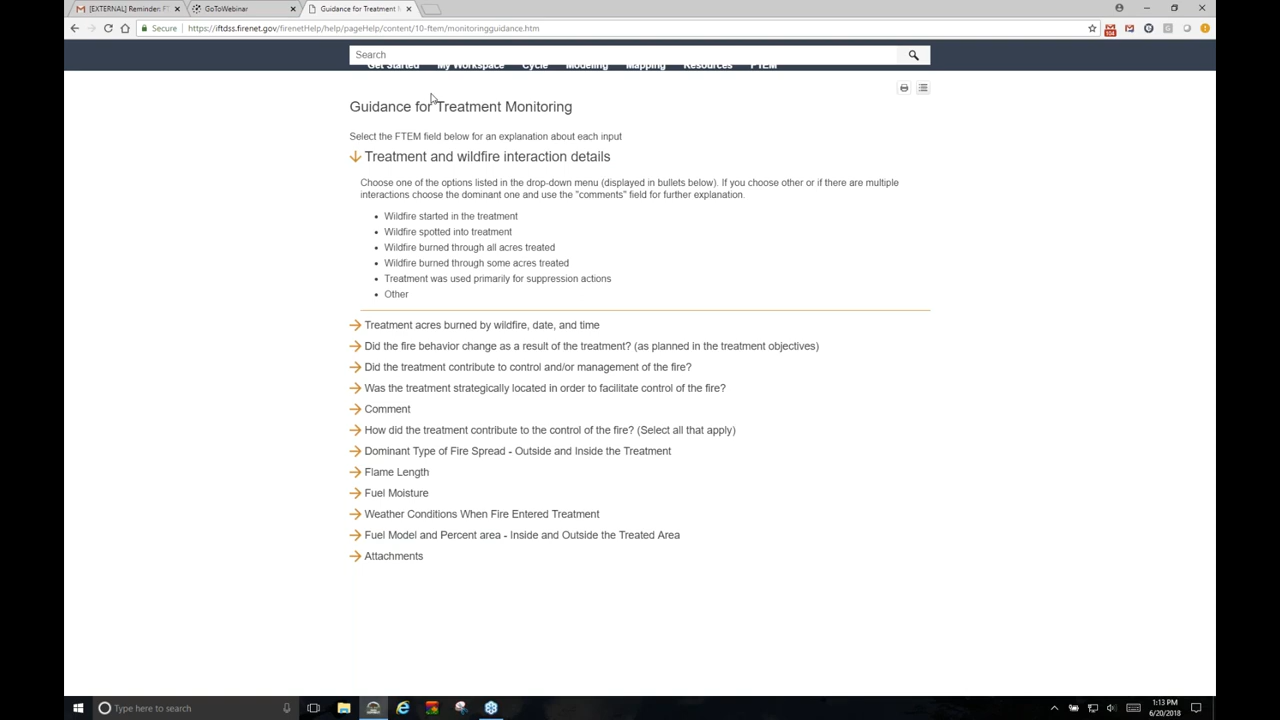 [EXTERNAL] Reminder: FT
GoToWebinar
Guidance for Treatment M
Secure
https://iftdss.firenet.gov/firenetHelp/help/pageHelp/content/10-ftem/monitoringguidance.htm
104
Search
Get Started My Workspace Cycle Modeling Mapping Resources FTEM
Guidance for Treatment Monitoring
Select the FTEM field below for an explanation about each input
Treatment and wildfire interaction details
Choose one of the options listed in the drop-down menu (displayed in bullets below). If you choose other or if there are multiple
interactions choose the dominant one and use the "comments" field for further explanation.
• Wildfire started in the treatment
• Wildfire spotted into treatment
• Wildfire burned through all acres treated
• Wildfire burned through some acres treated
• Treatment was used primarily for suppression actions
• Other
Treatment acres burned by wildfire, date, and time
Did the fire behavior change as a result of the treatment? (as planned in the treatment objectives)
Did the treatment contribute to control and/or management of the fire?
Was the treatment strategically located in order to facilitate control of the fire?
Comment
How did the treatment contribute to the control of the fire? (Select all that apply)
Dominant Type of Fire Spread - Outside and Inside the Treatment
Flame Length
Fuel Moisture
Weather Conditions When Fire Entered Treatment
Fuel Model and Percent area - Inside and Outside the Treated Area
Attachments
Type here to search
1:13 PM
6/20/2018